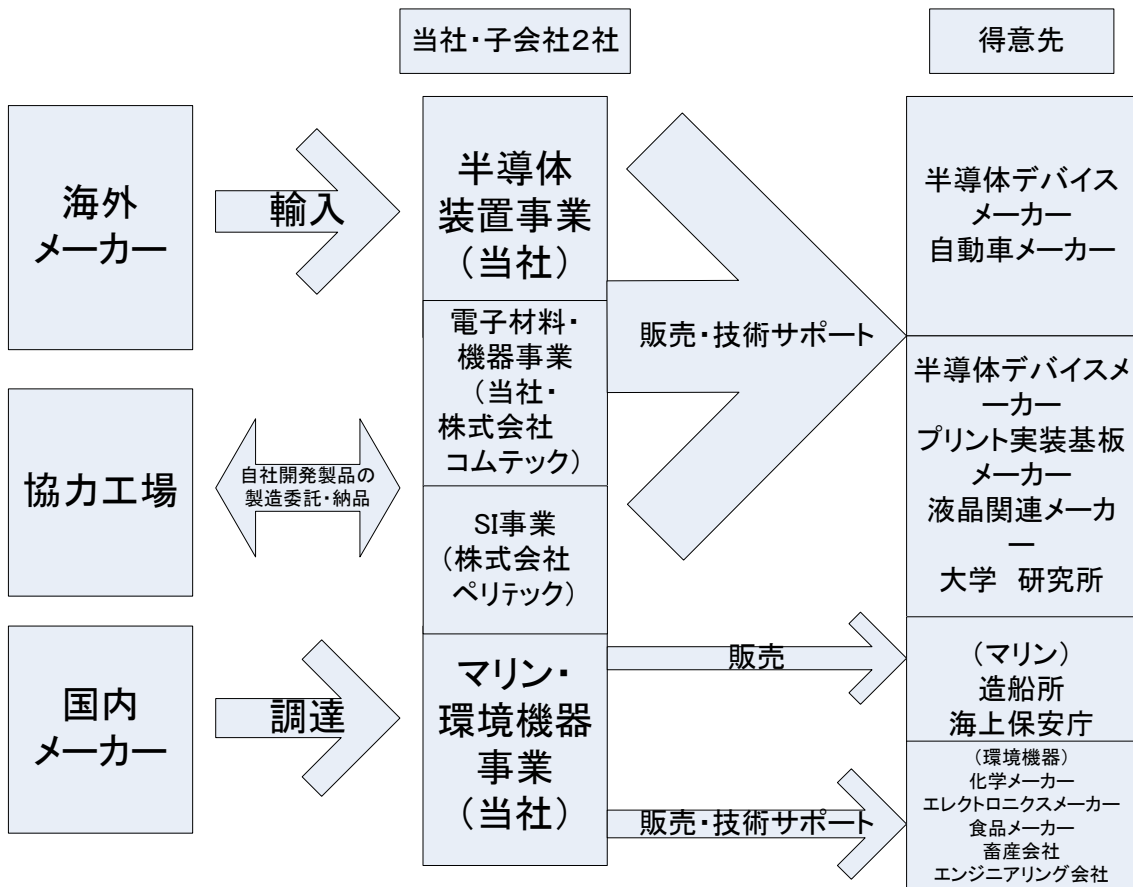 当社・子会社2社
得意先
海外
メーカー
輸入
協力工場
自社開発製品の
製造委託・納品
国内
メーカー
調達
半導体
装置事業
(当社)
電子材料・
機器事業
(当社・
株式会社
コムテック)
SI事業
(株式会社
ペリテック)
マリン・
環境機器
事業
(当社)
販売・技術サポート
販売
販売・技術サポート
半導体デバイス
メーカー
自動車メーカー
半導体デバイスメ
ーカー
プリント実装基板
メーカー
液晶関連メーカ
ー
大学 研究所
(マリン)
造船所
海上保安庁
(環境機器)
化学メーカー
エレクトロニクスメーカー
食品メーカー
畜産会社
エンジニアリング会社